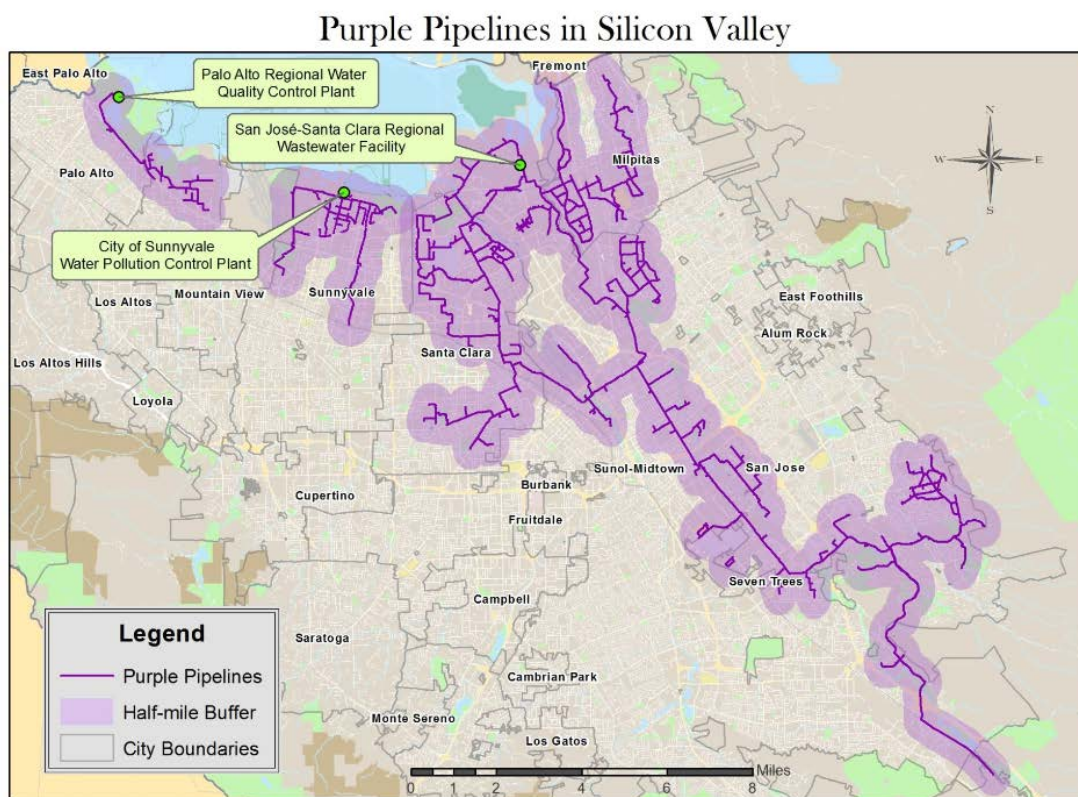 Purple Pipelines in Silicon Valley
East Palo Alto
Palo Alto Regional Water
Quality Control Plant
Fremont
San José-Santa Clara Regional
Wastewater Facility
N
W E
S
Milpitas
Palo Alto
City of Sunnyvale
Water Pollution Control Plant
Los Altos
Mountain View
Sunnyvale
East Foothills
Alum Rock
Los Altos Hills
Santa Clara
Loyola
Sunol-Midtown
San Jose
Burbank
Cupertino
Fruitdale
Seven Trees
Campbell
Saratoga
Cambrian Park
Monte Sereno
Los Gatos
Legend
Purple Pipelines
Half-mile Buffer
City Boundaries
Miles
0 1 2 4 6 8